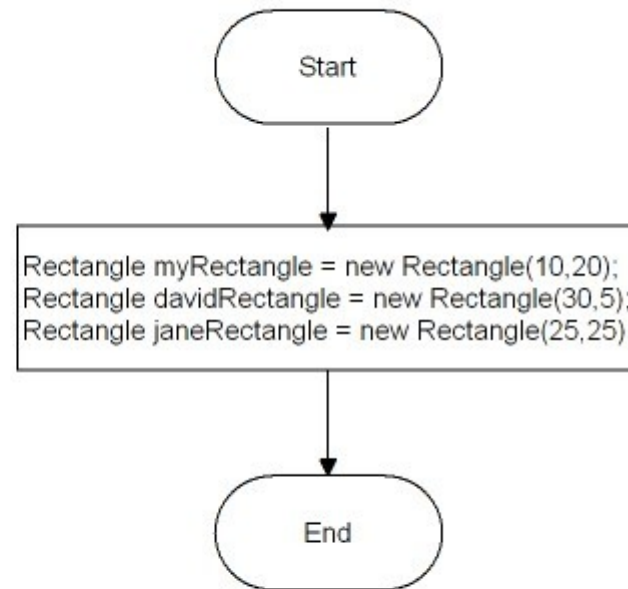 Start
Rectangle myRectangle = new Rectangle(10,20);
Rectangle davidRectangle = new Rectangle(30,5);
Rectangle janeRectangle = new Rectangle(25,25)
End